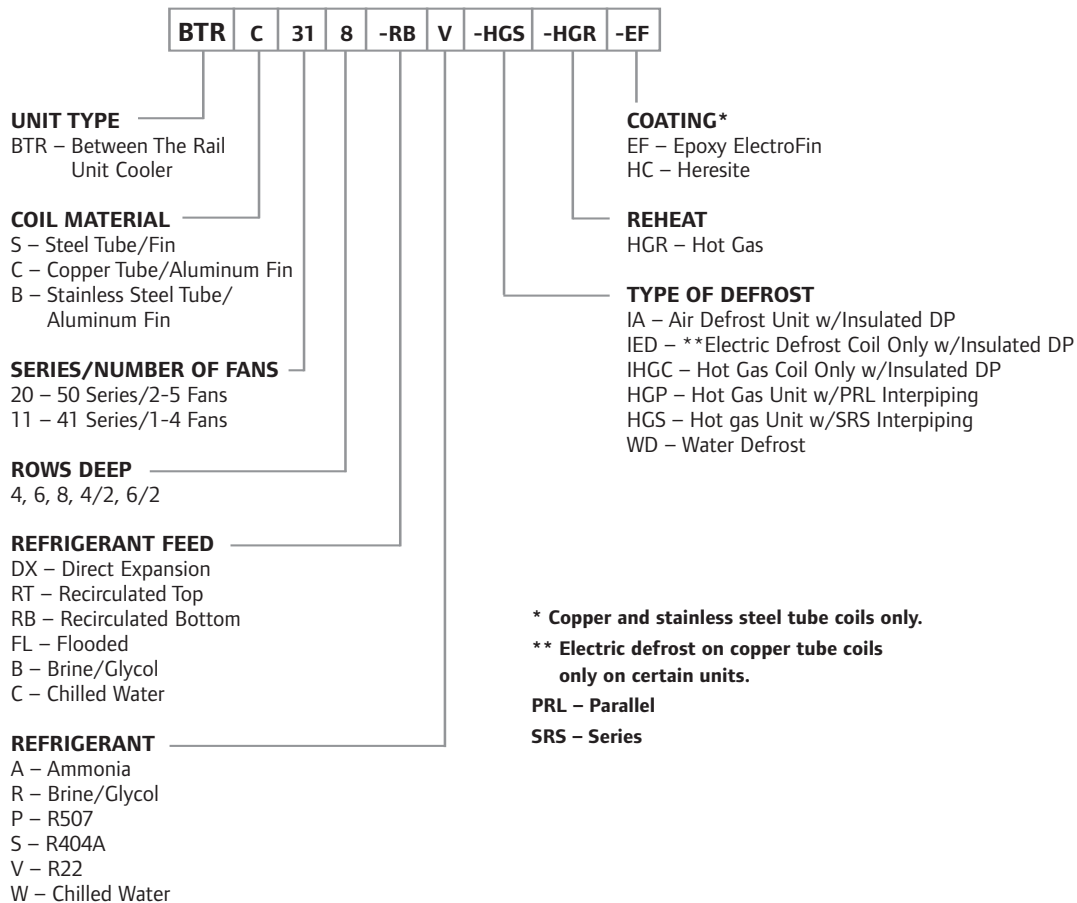 BTR C 31 8 -RB V -HGS -HGR -EF
UNIT TYPE
BTR – Between The Rail
Unit Cooler
COIL MATERIAL
S – Steel Tube/Fin
C – Copper Tube/Aluminum Fin
B – Stainless Steel Tube/
Aluminum Fin
SERIES/NUMBER OF FANS
20 – 50 Series/2-5 Fans
11 – 41 Series/1-4 Fans
ROWS DEEP
4, 6, 8, 4/2, 6/2
REFRIGERANT FEED
DX – Direct Expansion
RT – Recirculated Top
RB – Recirculated Bottom
FL – Flooded
B – Brine/Glycol
C – Chilled Water
REFRIGERANT
A – Ammonia
R – Brine/Glycol
P – R507
S – R404A
V – R22
W – Chilled Water
COATING*
EF – Epoxy ElectroFin
HC – Heresite
REHEAT
HGR – Hot Gas
TYPE OF DEFROST
IA – Air Defrost Unit w/Insulated DP
IED – **Electric Defrost Coil Only w/Insulated DP
IHGC – Hot Gas Coil Only w/Insulated DP
HGP – Hot Gas Unit w/PRL Interpiping
HGS – Hot gas Unit w/SRS Interpiping
WD – Water Defrost
* Copper and stainless steel tube coils only.
** Electric defrost on copper tube coils
only on certain units.
PRL – Parallel
SRS – Series